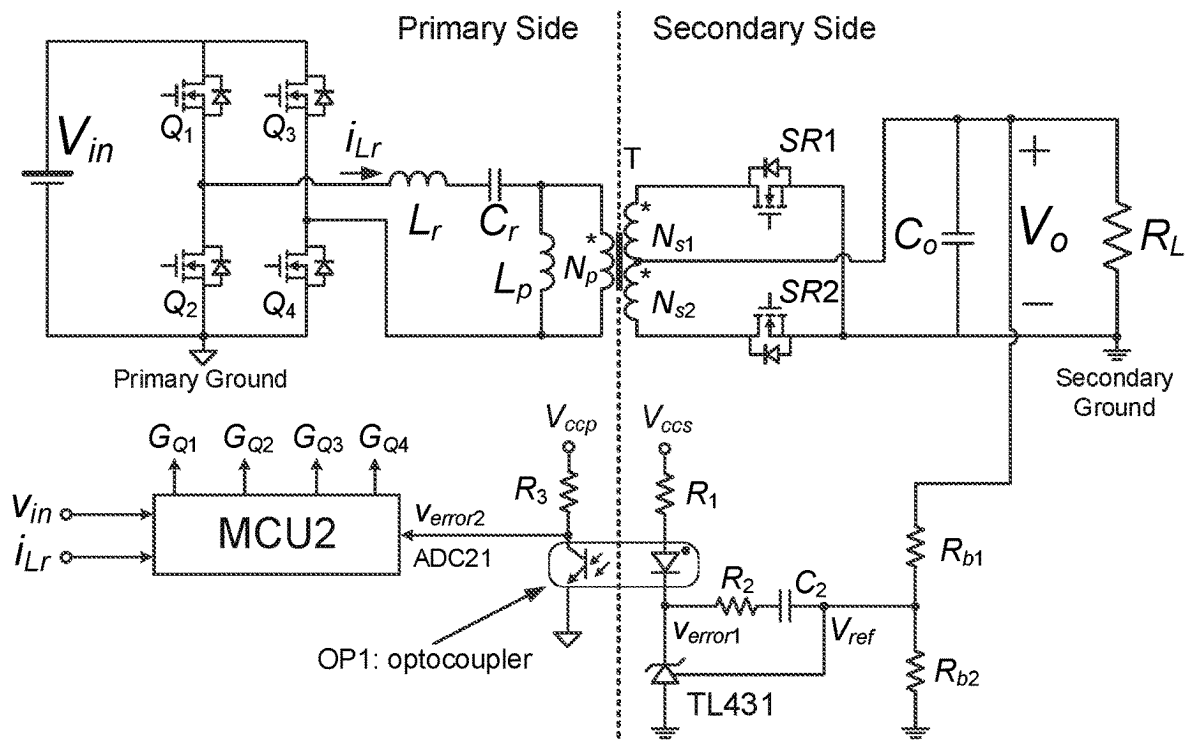 Primary Side
Secondary Side
Vin
Q1
Q3
iLr
Lr
Cr
Q2
Q4
Lp
Np
T
*
*
*
Ns1
Ns2
SR1
SR2
Co
+
Vo
−
RL
Primary Ground
Secondary Ground
GQ1
GQ2
GQ3
GQ4
Vccp
Vccs
R3
R1
vin
iLr
MCU2
verror2
ADC21
Rb1
R2
C2
verror1
Vref
OP1: optocoupler
TL431
Rb2